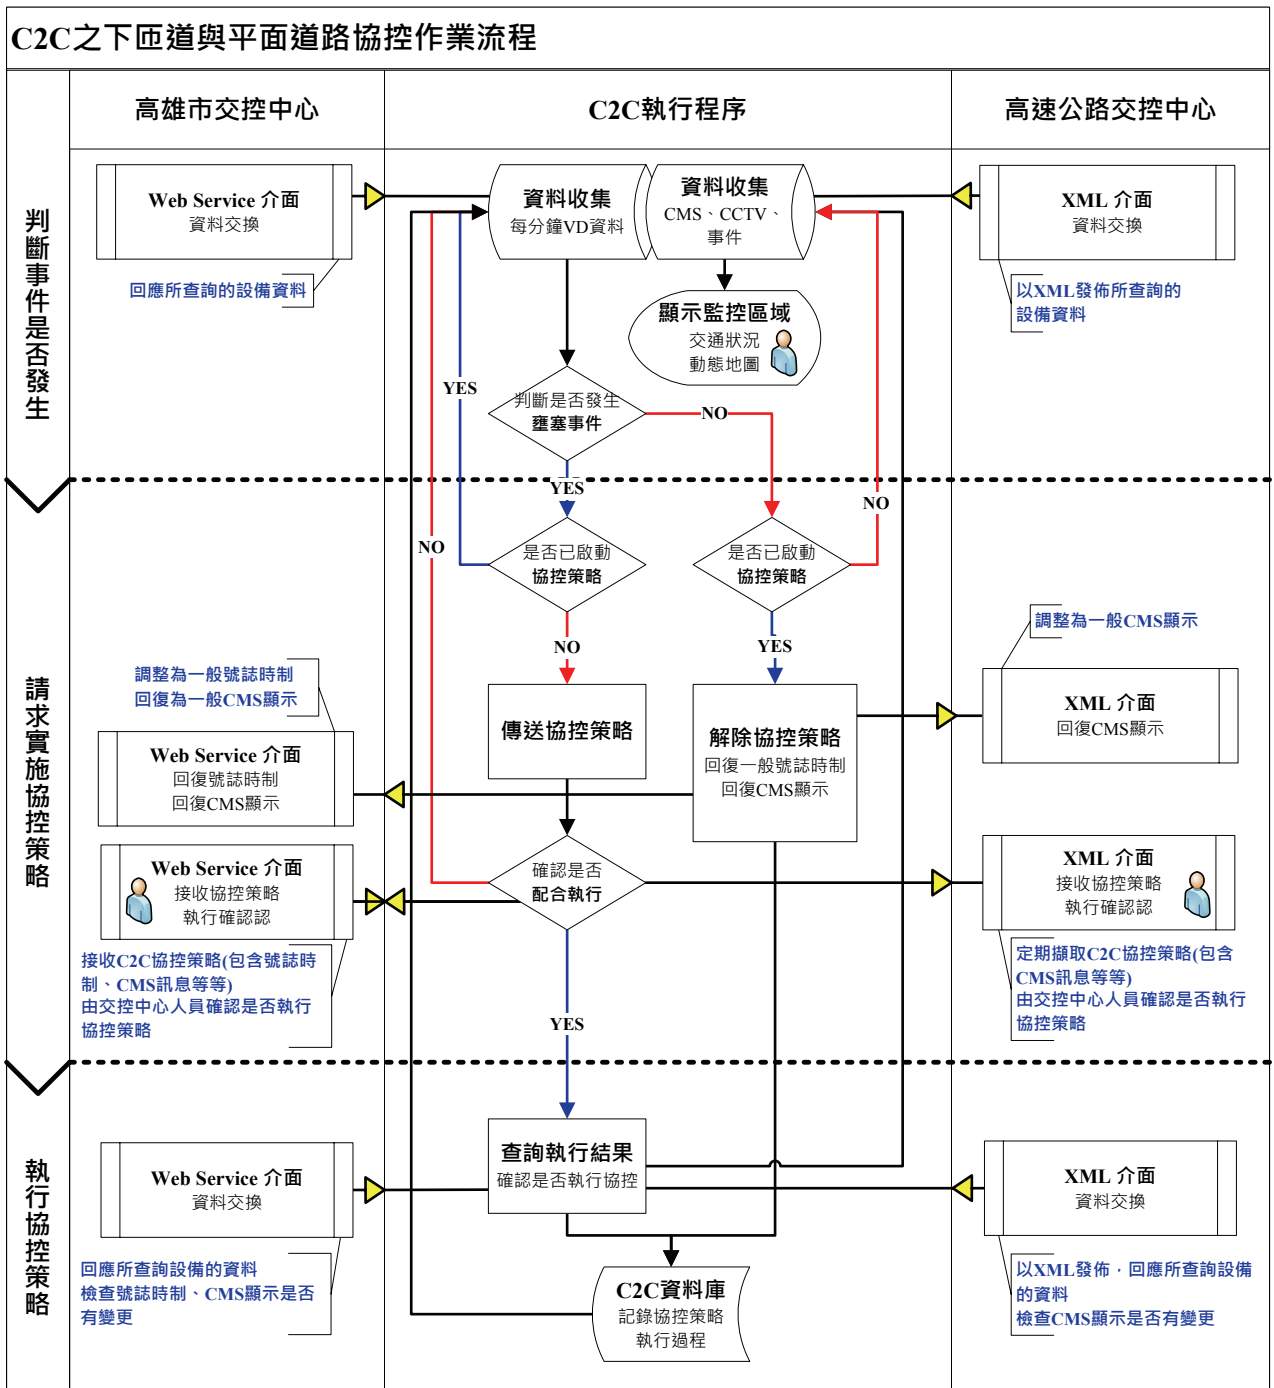 C2C之下匝道與平面道路協控作業流程
高雄市交控中心
C2C執行程序
高速公路交控中心
判斷事件是否發生
Web Service 介面
資料交換
回應所查詢的設備資料
資料收集
每分鐘VD資料
資料收集
CMS、CCTV、
事件
XML 介面
資料交換
以XML發佈所查詢的
設備資料
顯示監控區域
交通狀況
動態地圖
YES
判斷是否發生
壅塞事件
NO
YES
NO
NO
是否已啟動
協控策略
是否已啟動
協控策略
NO
YES
請求實施協控策略
調整為一般號誌時制
回復為一般CMS顯示
Web Service 介面
回復號誌時制
回復CMS顯示
傳送協控策略
解除協控策略
回復一般號誌時制
回復CMS顯示
調整為一般CMS顯示
XML 介面
回復CMS顯示
Web Service 介面
接收協控策略
執行確認認
接收C2C協控策略(包含號誌時
制、CMS訊息等等)
由交控中心人員確認是否執行
協控策略
確認是否
配合執行
XML 介面
接收協控策略
執行確認認
定期擷取C2C協控策略(包含
CMS訊息等等)
由交控中心人員確認是否執行
協控策略
YES
執行協控策略
Web Service 介面
資料交換
回應所查詢設備的資料
檢查號誌時制、CMS顯示是否
有變更
查詢執行結果
確認是否執行協控
C2C資料庫
記錄協控策略
執行過程
XML 介面
資料交換
以XML發佈，回應所查詢設備
的資料
檢查CMS顯示是否有變更